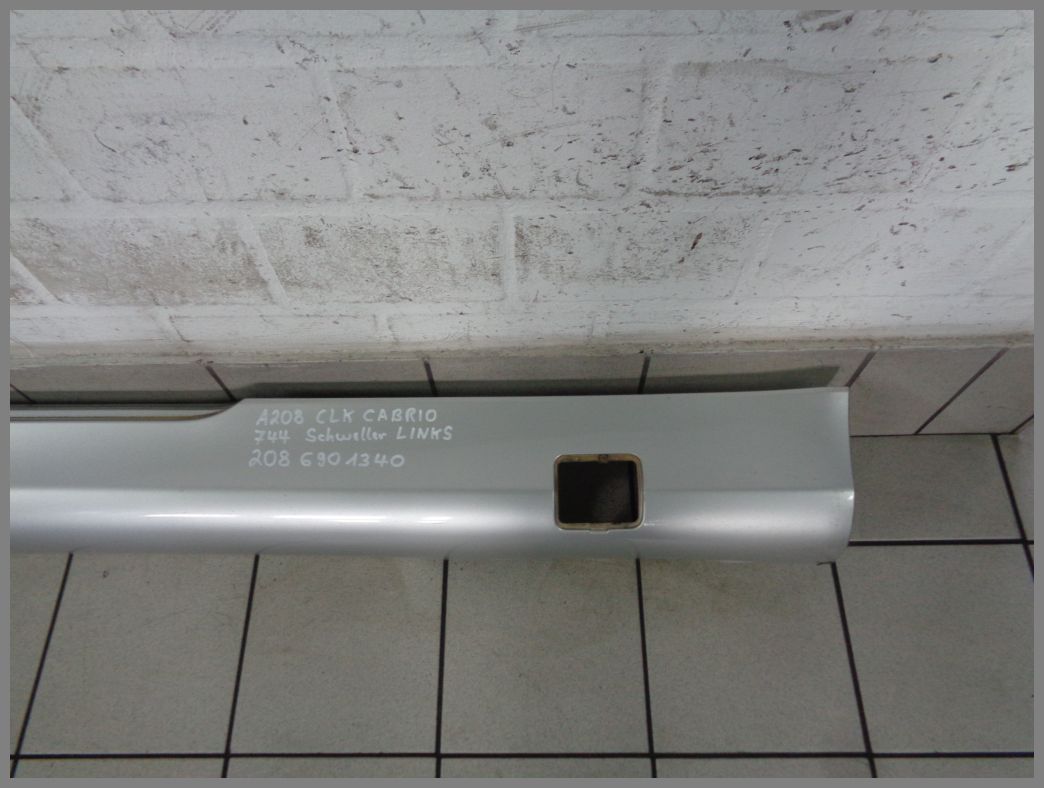 A208 CLK CABRIO
744 Schweller LINKS
208 690 1340